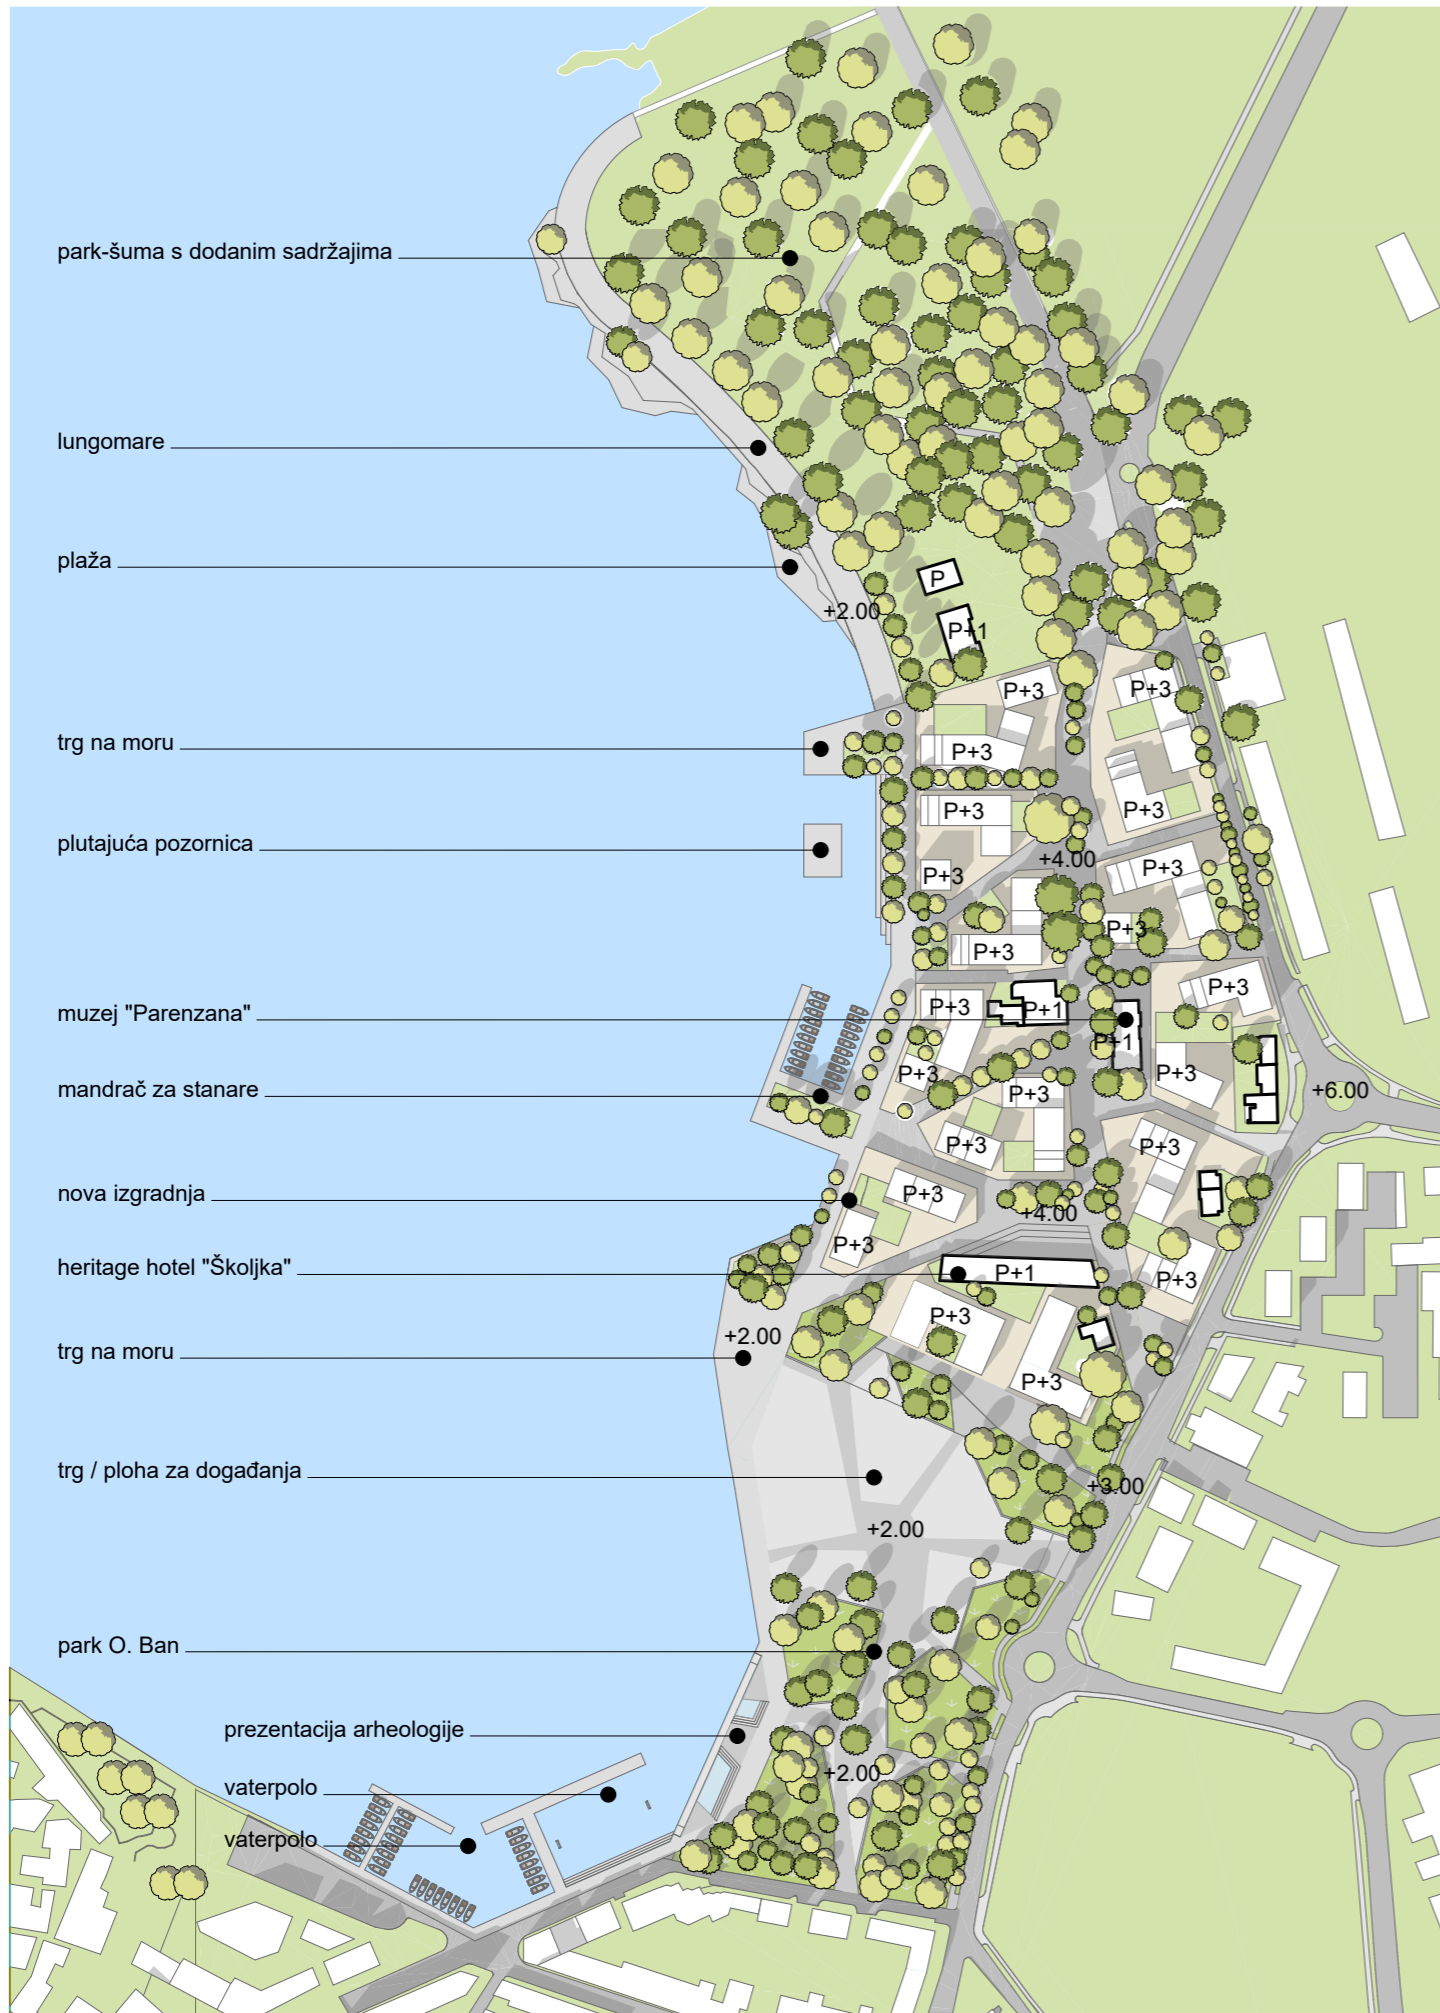 park-šuma s dodanim sadržajima
lungomare
plaža
P
+2.00
P+1
P+3
P+3
trg na moru
P+3
P+3
P+3
plutajuća pozornica
+4.00
P+3
P+3
P+3
P+3
P+3
P+3
muzej "Parenzana"
P+1
P+1
P+3
P+3
mandrač za stanare
P+3
+6.00
P+3
P+3
nova izgradnja
P+3
+4.00
P+3
heritage hotel "Školjka"
P+1
P+3
P+3
+2.00
trg na moru
P+3
trg / ploha za događanja
+3.00
+2.00
park O. Ban
prezentacija arheologije
+2.00
vaterpolo
vaterpolo